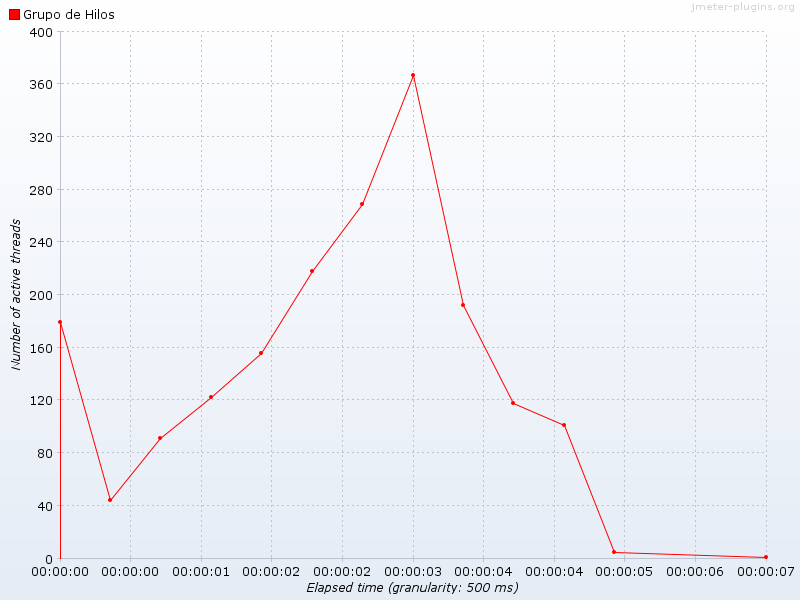 jmeter-plugins.org
Grupo de Hilos
400
360
320
280
240
200
160
120
80
40
0
Number of active threads
00:00:00 00:00:00 00:00:01 00:00:02 00:00:02 00:00:03 00:00:04 00:00:04 00:00:05 00:00:06 00:00:07
Elapsed time (granularity: 500 ms)